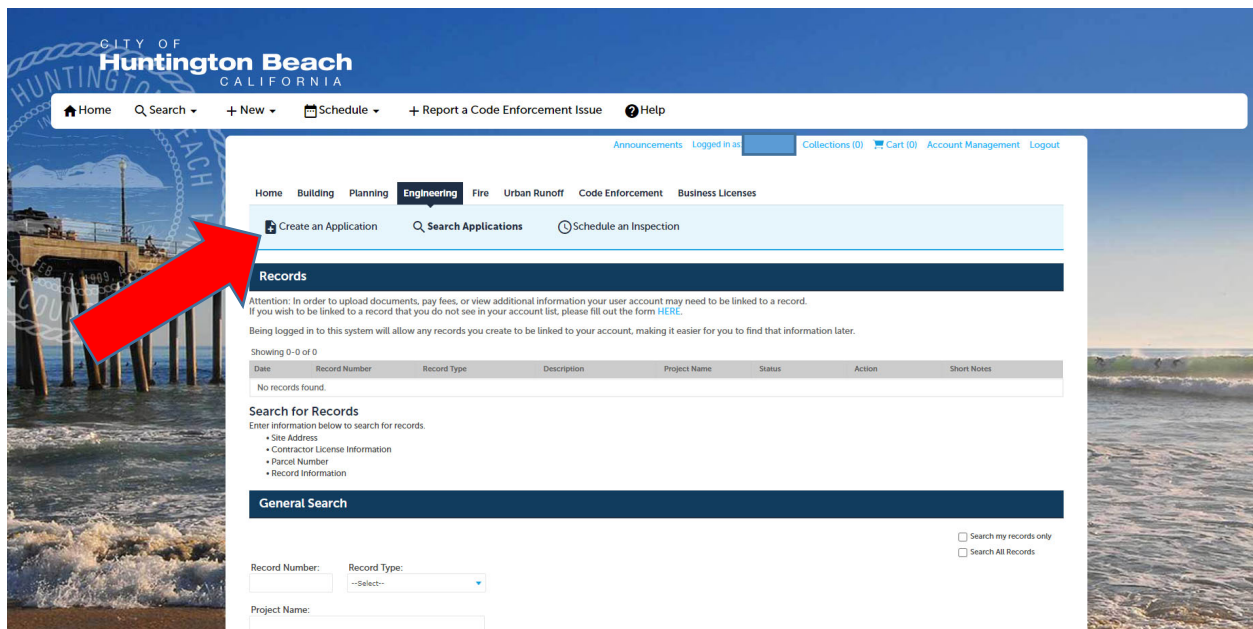 CITY OF
Huntington Beach
CALIFORNIA
HUNTINGTON
BEACH
FEB. 17, 1909.
COUNT
Home Search + New Schedule + Report a Code Enforcement Issue Help
Announcements Logged in as: Collections (0) Cart (0) Account Management Logout
Home Building Planning Engineering Fire Urban Runoff Code Enforcement Business Licenses
Create an Application Search Applications Schedule an Inspection
Records
Attention: In order to upload documents, pay fees, or view additional information your user account may need to be linked to a record.
If you wish to be linked to a record that you do not see in your account list, please fill out the form HERE.
Being logged in to this system will allow any records you create to be linked to your account, making it easier for you to find that information later.
Showing 0-0 of 0
Date Record Number Record Type Description Project Name Status Action Short Notes
No records found.
Search for Records
Enter information below to search for records.
• Site Address
• Contractor License Information
• Parcel Number
• Record Information
General Search
Search my records only
Search All Records
Record Number: Record Type:
--Select--
Project Name: